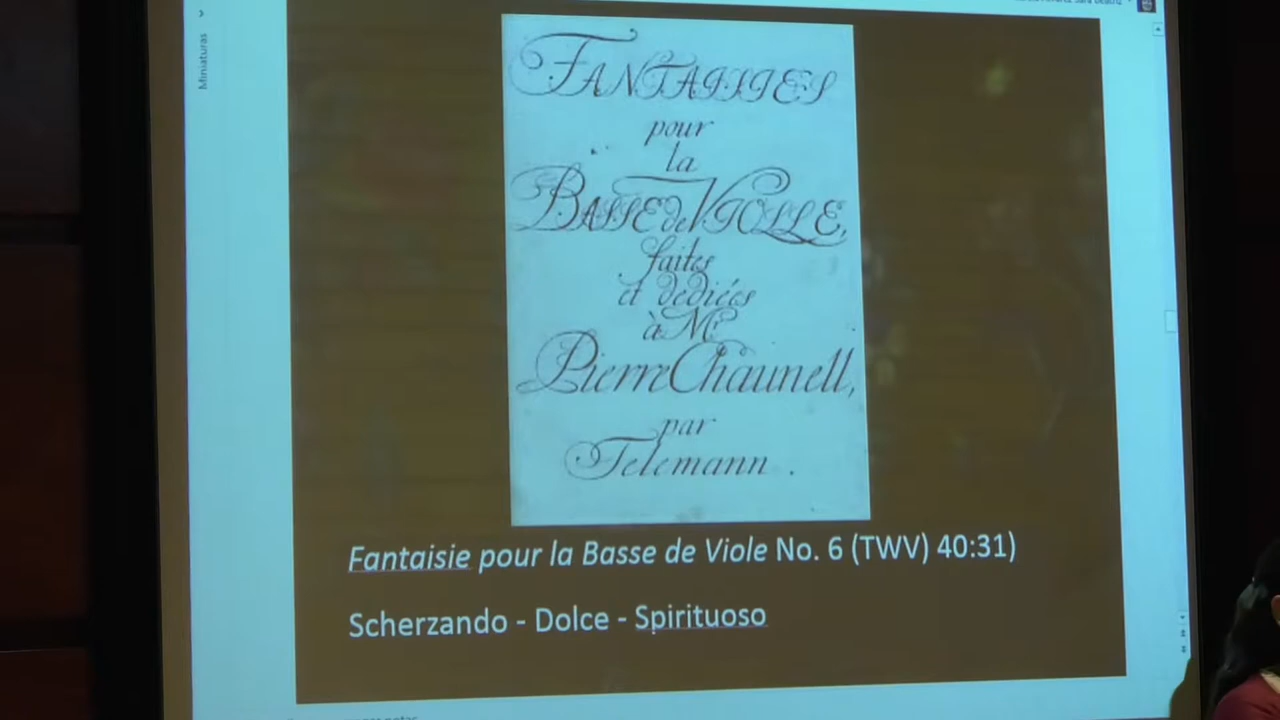 Miniaturas
FANTAISIES
pour
la
BASSE de VIOLLE,
faites
et dediées
à Mr.
Pierre Chaunell,
par
Telemann.
Fantaisie pour la Basse de Viole No. 6 (TWV) 40:31)
Scherzando - Dolce - Spirituoso